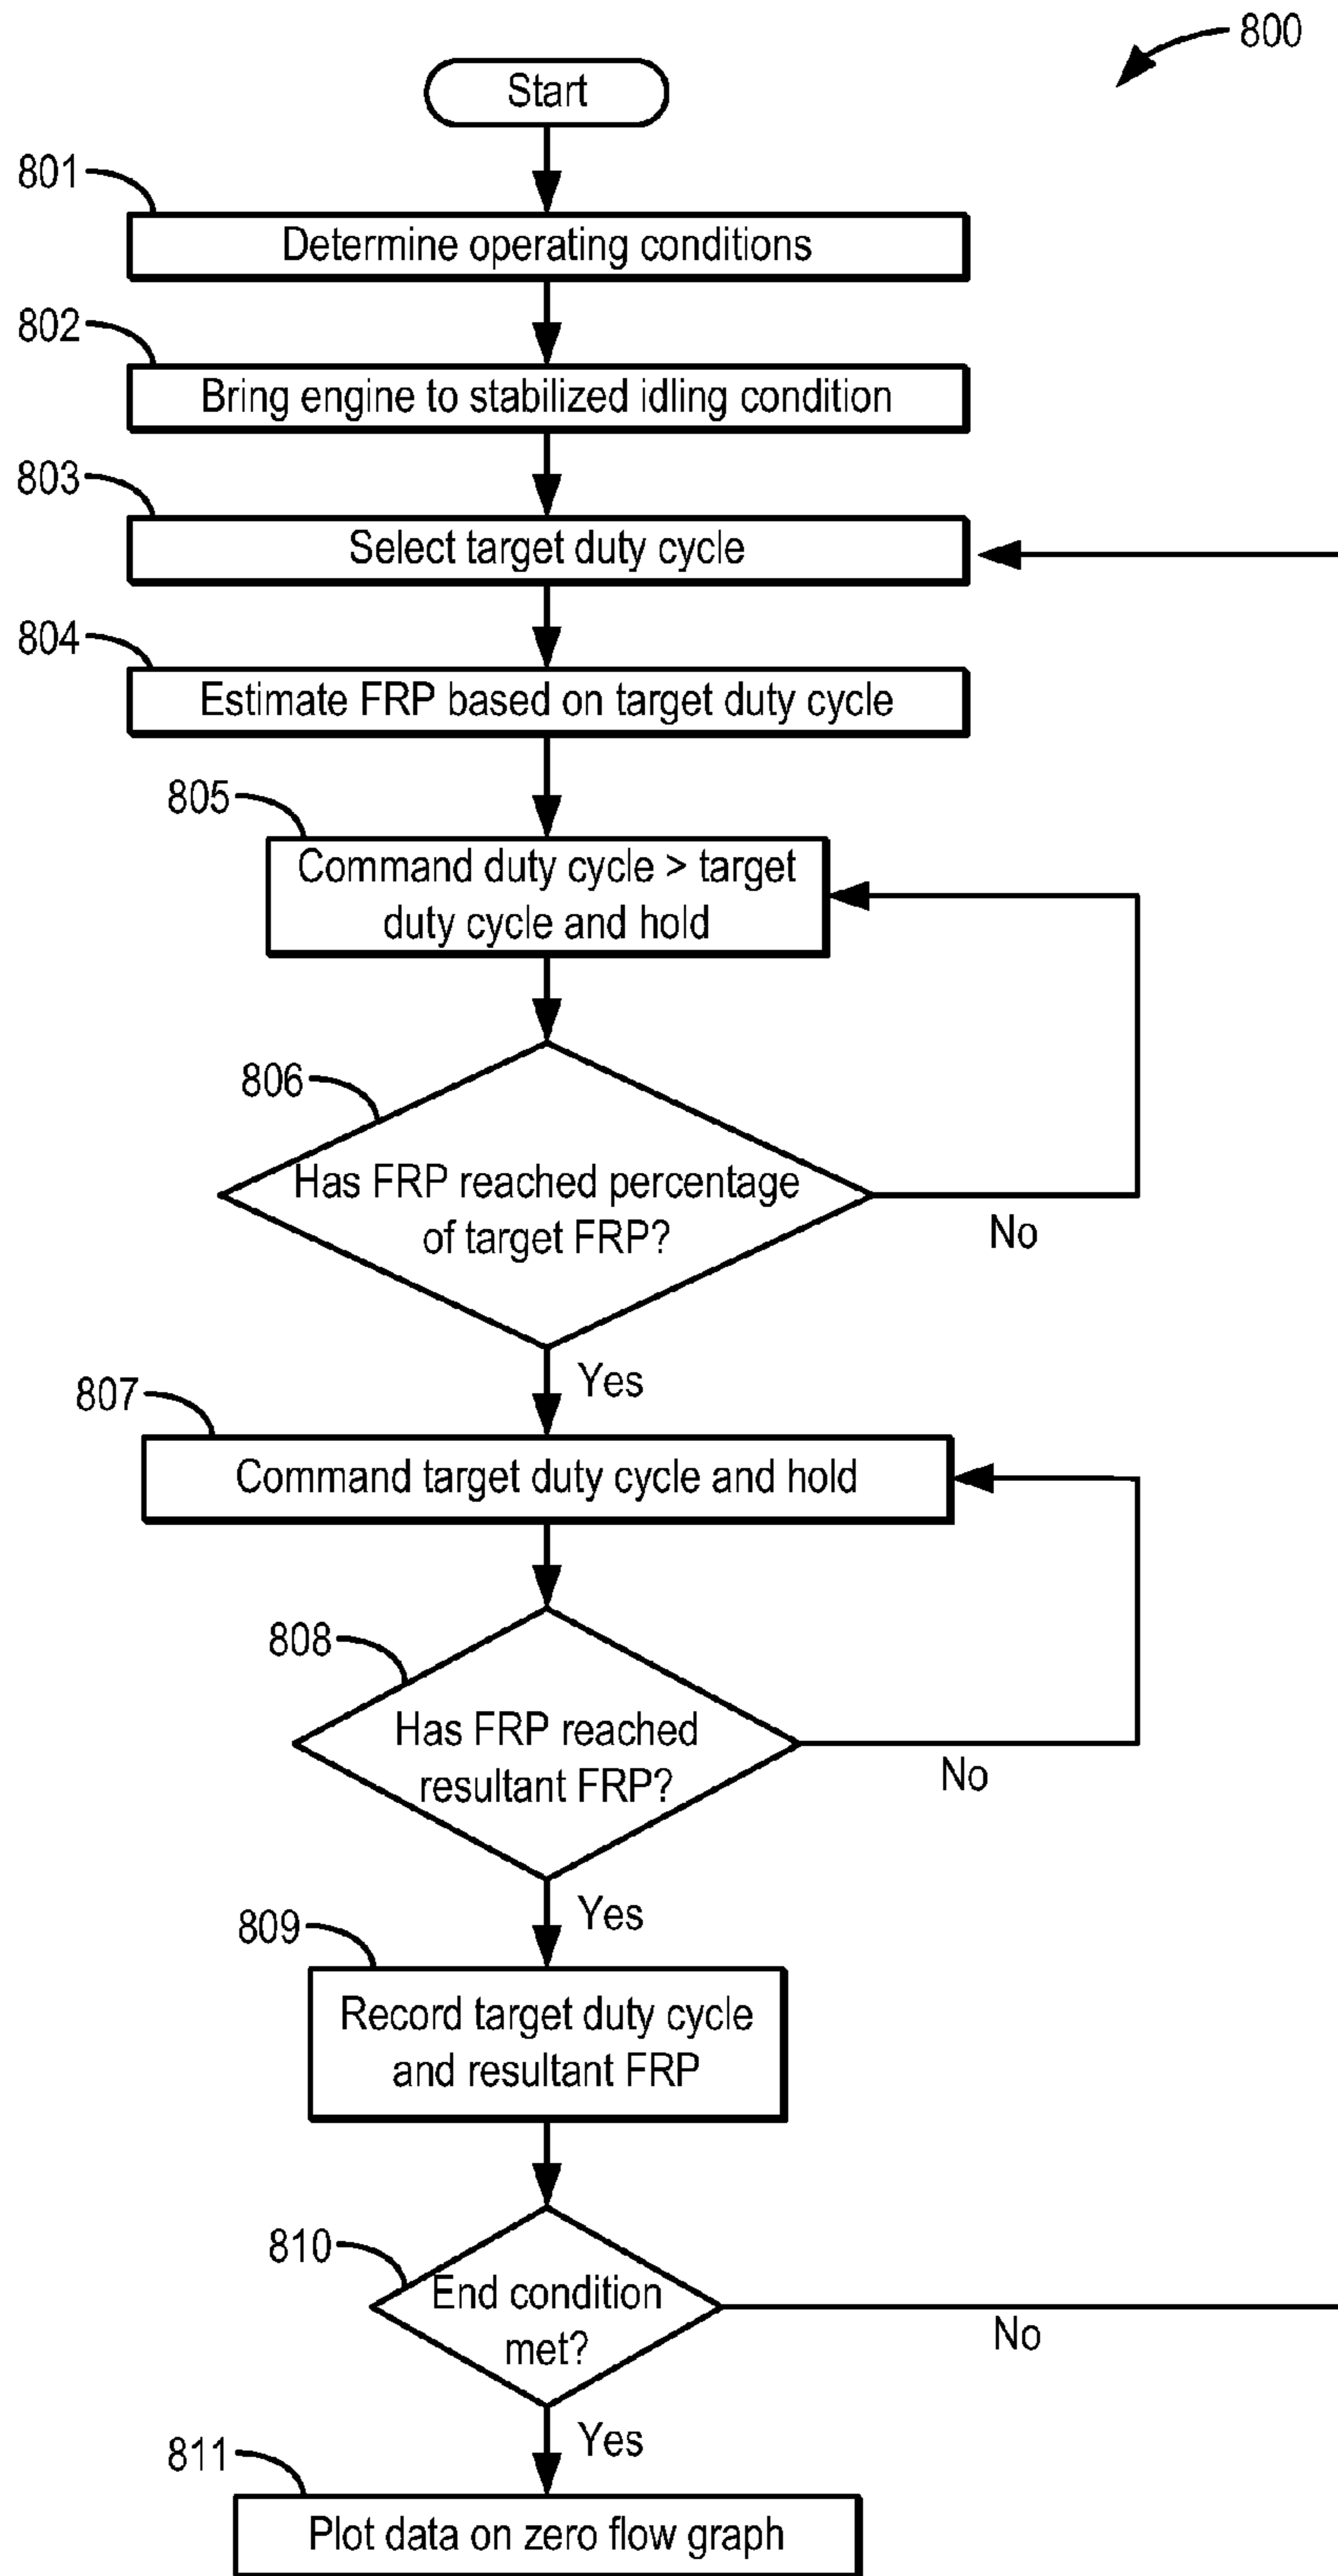 800
Start
801
Determine operating conditions
802
Bring engine to stabilized idling condition
803
Select target duty cycle
804
Estimate FRP based on target duty cycle
805
Command duty cycle > target
duty cycle and hold
806
Has FRP reached percentage
of target FRP?
No
Yes
807
Command target duty cycle and hold
808
Has FRP reached
resultant FRP?
No
Yes
809
Record target duty cycle
and resultant FRP
810
End condition
met?
No
Yes
811
Plot data on zero flow graph